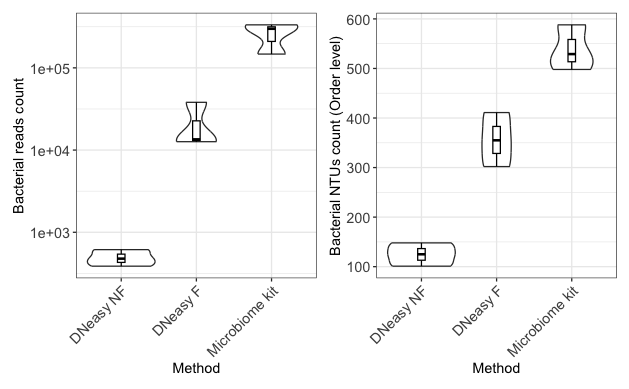 Bacterial reads count
1e+05
1e+04
1e+03
DNeasy NF
DNeasy F
Microbiome kit
Method
Bacterial NTUs count (Order level)
600
500
400
300
200
100
DNeasy NF
DNeasy F
Microbiome kit
Method